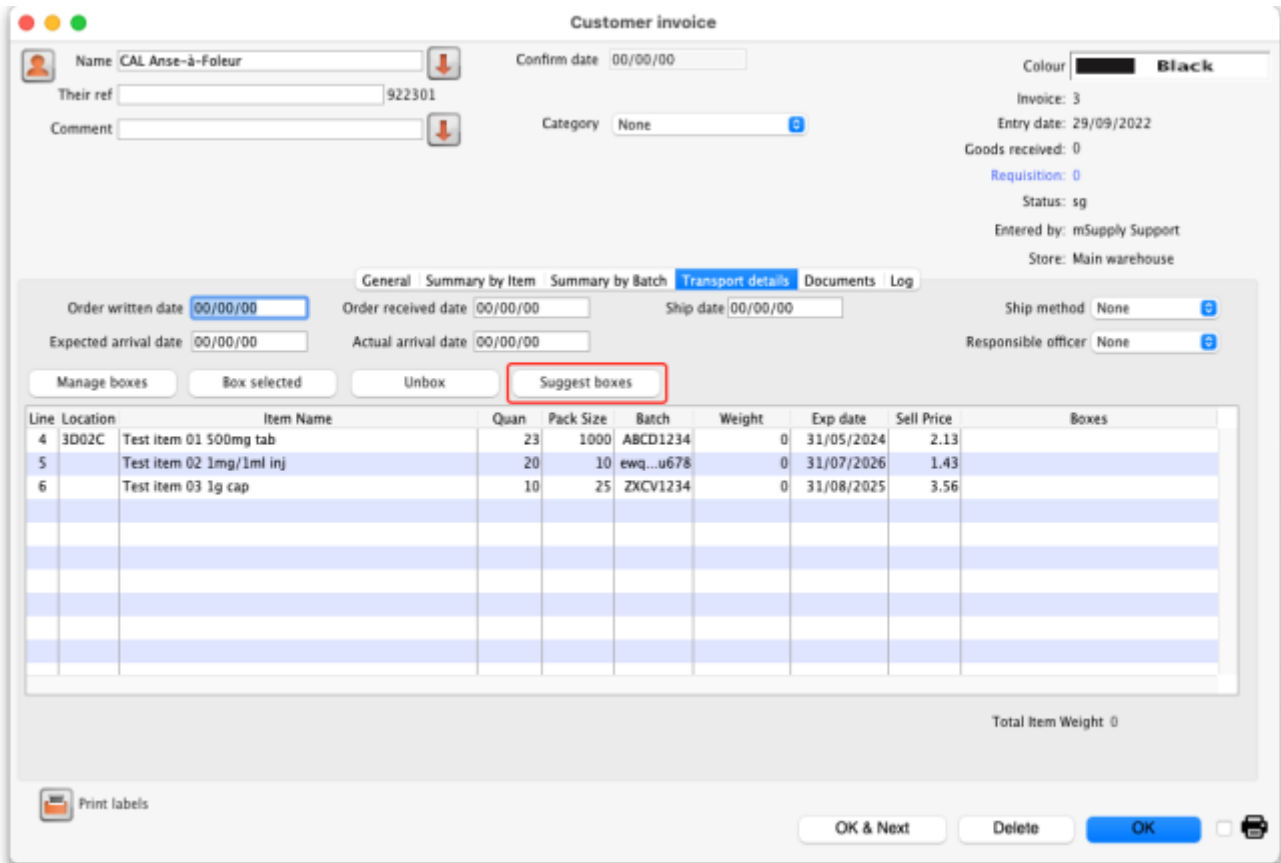 Customer invoice
Name CAL Anse-à-Foleur Confirm date 00/00/00 Colour Black
Their ref 922301 Invoice: 3
Comment Category None Entry date: 29/09/2022
Goods received: 0
Requisition: 0
Status: sg
Entered by: mSupply Support
Store: Main warehouse
General Summary by Item Summary by Batch Transport details Documents Log
Order written date 00/00/00 Order received date 00/00/00 Ship date 00/00/00 Ship method None
Expected arrival date 00/00/00 Actual arrival date 00/00/00 Responsible officer None
Manage boxes Box selected Unbox Suggest boxes
Line Location Item Name Quan Pack Size Batch Weight Exp date Sell Price Boxes
4 3D02C Test item 01 500mg tab 23 1000 ABCD1234 0 31/05/2024 2.13
5 Test item 02 1mg/1ml inj 20 10 ewq...u678 0 31/07/2026 1.43
6 Test item 03 1g cap 10 25 ZXCV1234 0 31/08/2025 3.56
Total Item Weight 0
Print labels
OK & Next Delete OK